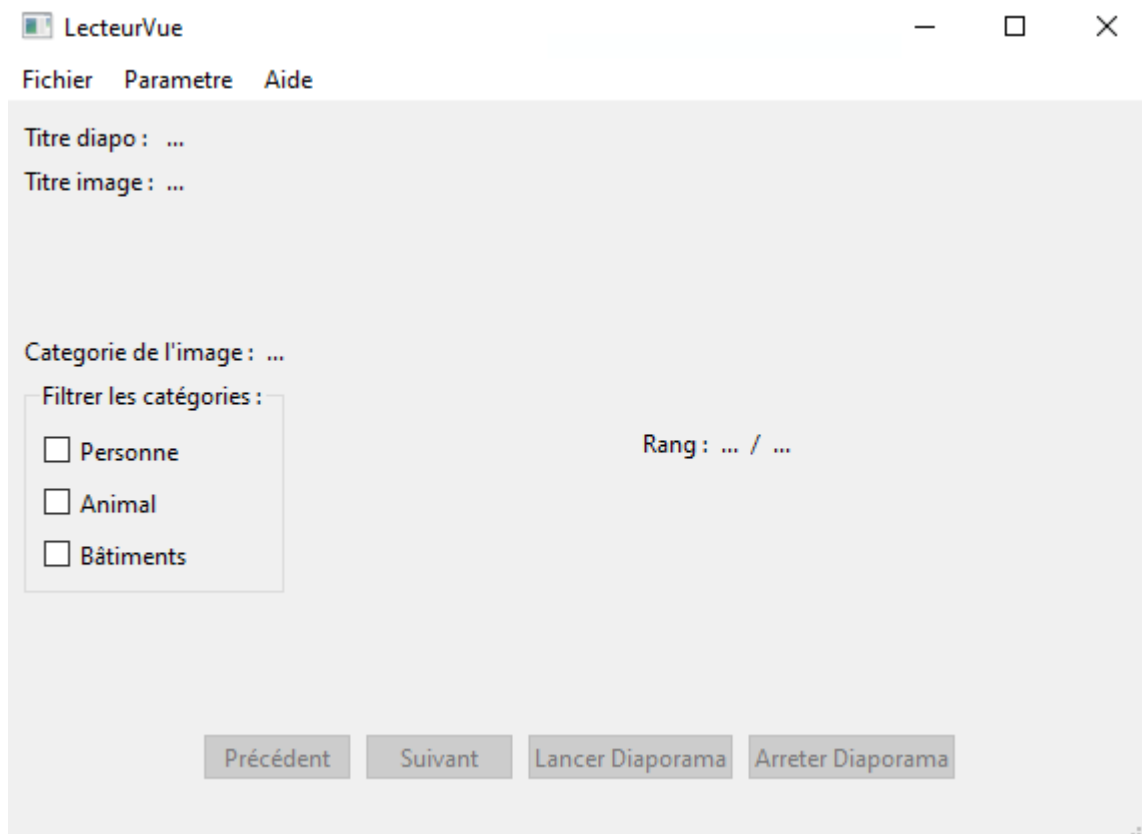 LecteurVue
Fichier Parametre Aide
Titre diapo : ...
Titre image : ...
Categorie de l'image : ...
Filtrer les catégories :
Personne
Rang : ... / ...
Animal
Bâtiments
Précédent Suivant Lancer Diaporama Arreter Diaporama